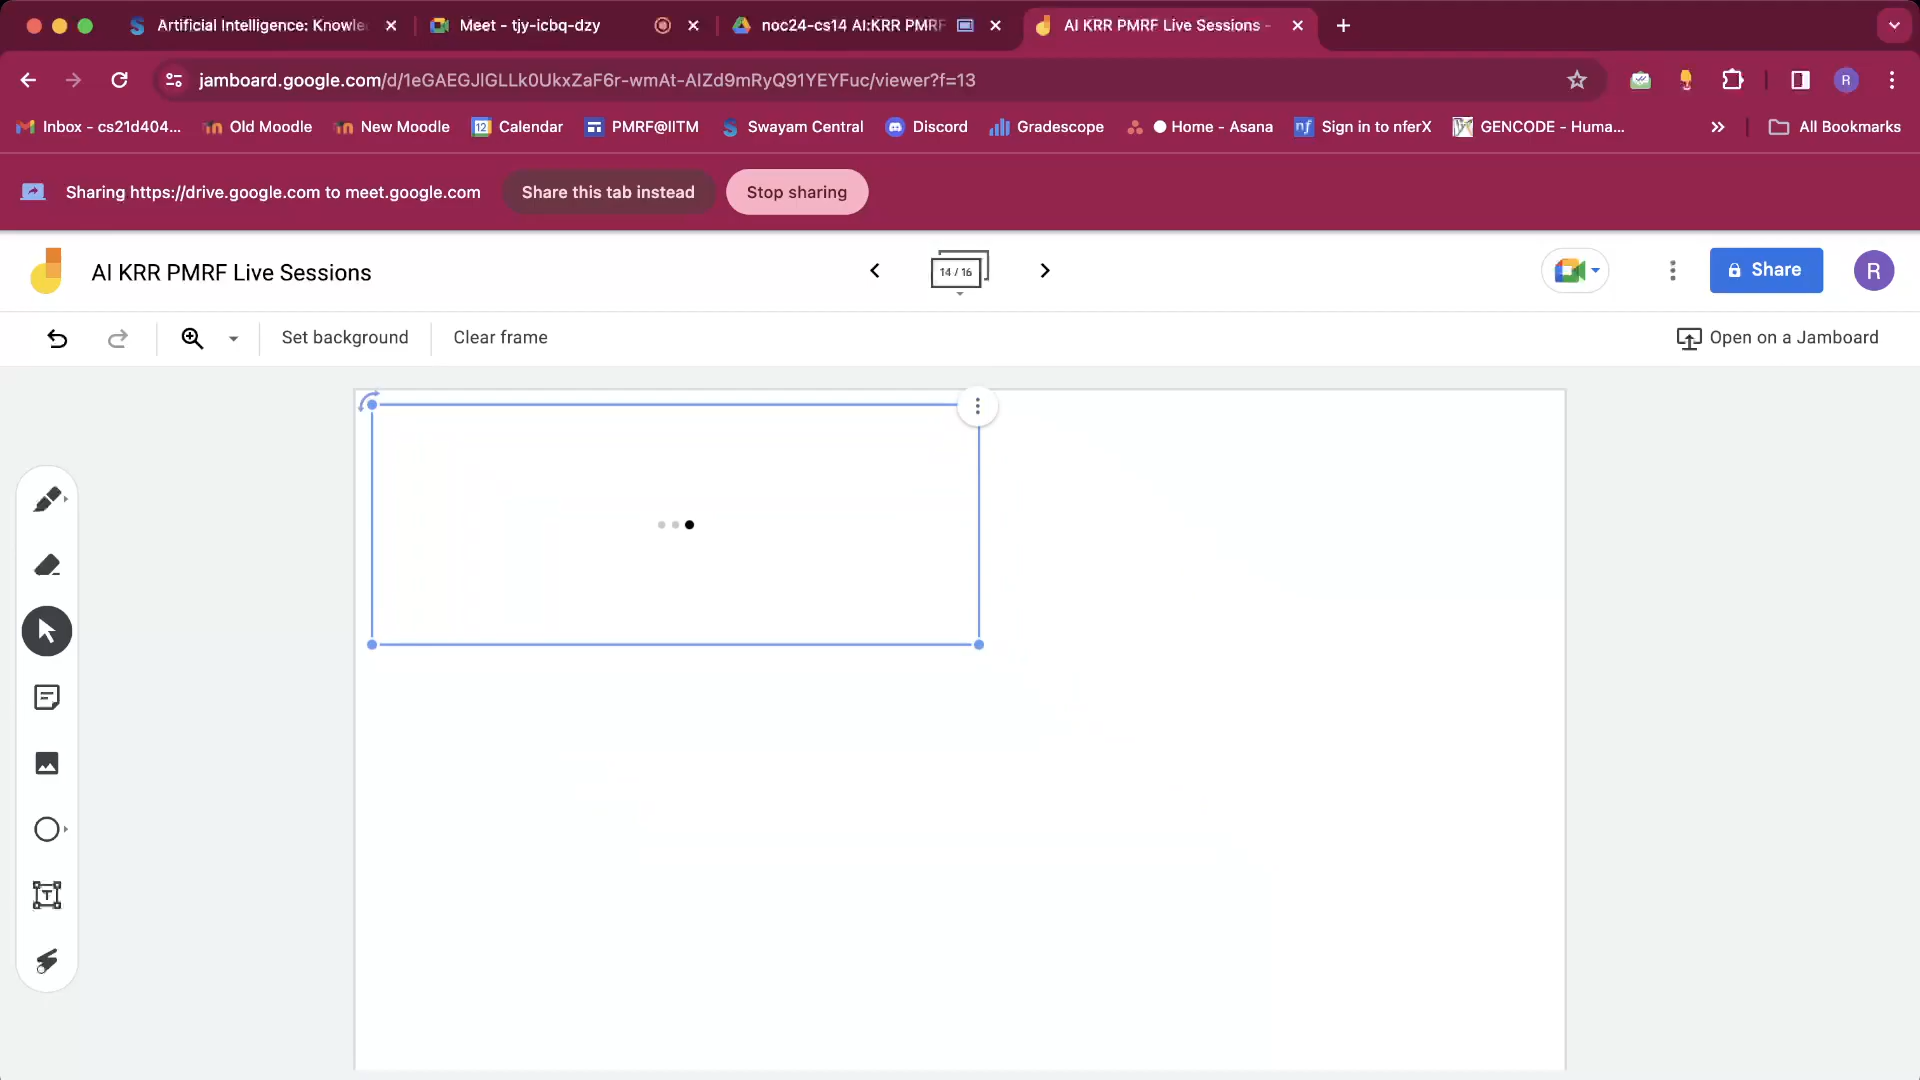 Artificial Intelligence: Knowle
Meet - tjy-icbq-dzy
noc24-cs14 AI:KRR PMRF
AI KRR PMRF Live Sessions -
jamboard.google.com/d/1eGAEGJlGLLk0UkxZaF6r-wmAt-AIZd9mRyQ91YEYFuc/viewer?f=13
R
Inbox - cs21d404...
Old Moodle
New Moodle
12
Calendar
PMRF@IITM
Swayam Central
Discord
Gradescope
Home - Asana
nf
Sign in to nferX
GENCODE - Huma...
All Bookmarks
Sharing https://drive.google.com to meet.google.com
Share this tab instead
Stop sharing
AI KRR PMRF Live Sessions
14 / 16
Share
R
Set background
Clear frame
Open on a Jamboard